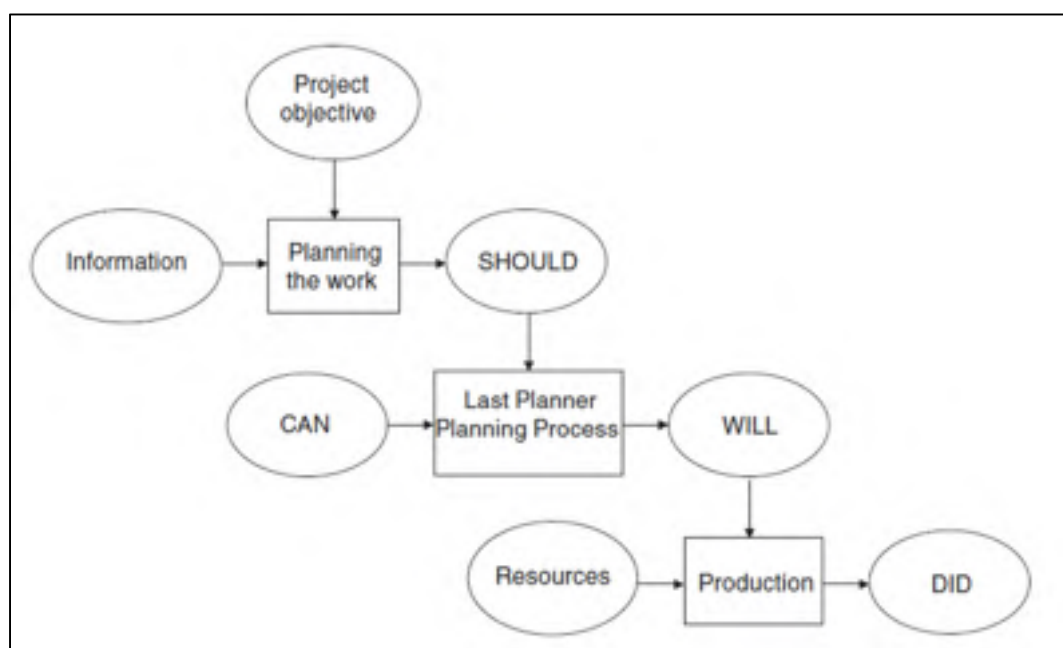 Project
objective
Information
Planning
the work
SHOULD
CAN
Last Planner
Planning Process
WILL
Resources
Production
DID